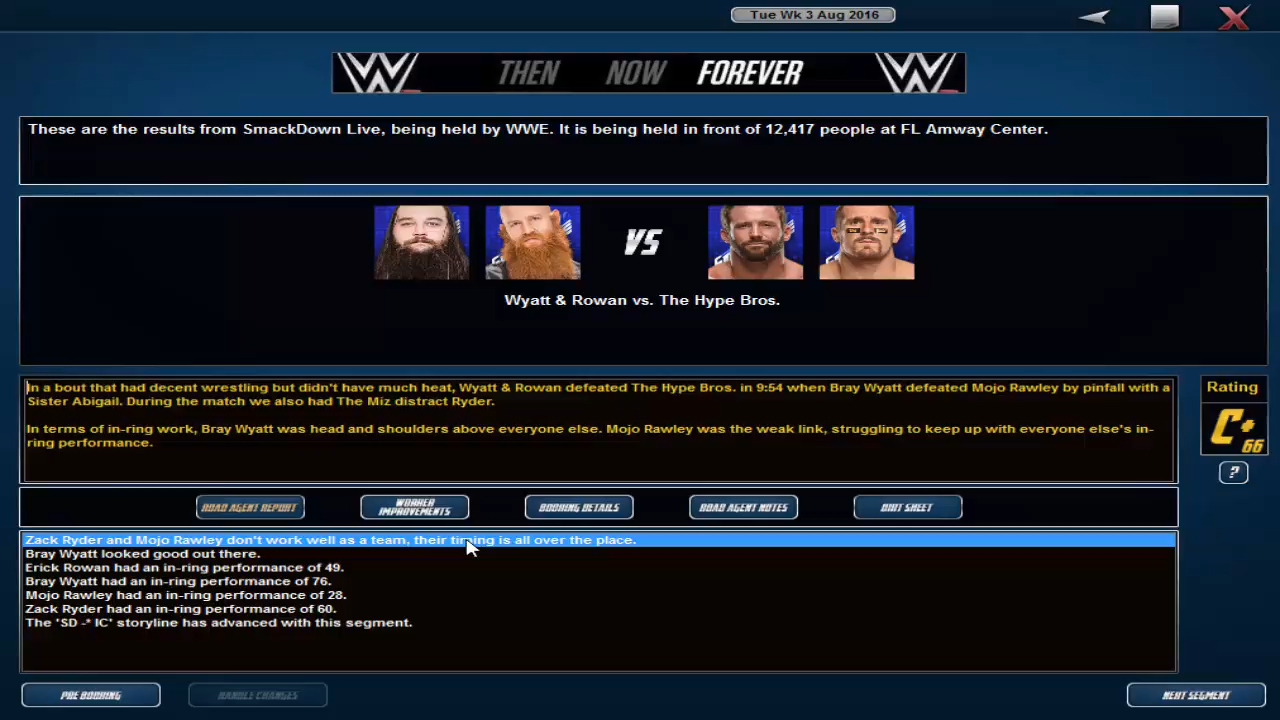 Tue Wk 3 Aug 2016
W THEN NOW FOREVER W
These are the results from SmackDown Live, being held by WWE. It is being held in front of 12,417 people at FL Amway Center.
VS
Wyatt & Rowan vs. The Hype Bros.
In a bout that had decent wrestling but didn't have much heat, Wyatt & Rowan defeated The Hype Bros. in 9:54 when Bray Wyatt defeated Mojo Rawley by pinfall with a
Sister Abigail. During the match we also had The Miz distract Ryder.
In terms of in-ring work, Bray Wyatt was head and shoulders above everyone else. Mojo Rawley was the weak link, struggling to keep up with everyone else's in-
ring performance.
Rating
C+
66
?
ROAD AGENT REPORT
WORKER
IMPROVEMENTS
BOOKING DETAILS
ROAD AGENT NOTES
DIRT SHEET
Zack Ryder and Mojo Rawley don't work well as a team, their timing is all over the place.
Bray Wyatt looked good out there.
Erick Rowan had an in-ring performance of 49.
Bray Wyatt had an in-ring performance of 76.
Mojo Rawley had an in-ring performance of 28.
Zack Ryder had an in-ring performance of 60.
The 'SD -* IC' storyline has advanced with this segment.
PRE BOOKING
HANDLE CHANGES
NEXT SEGMENT